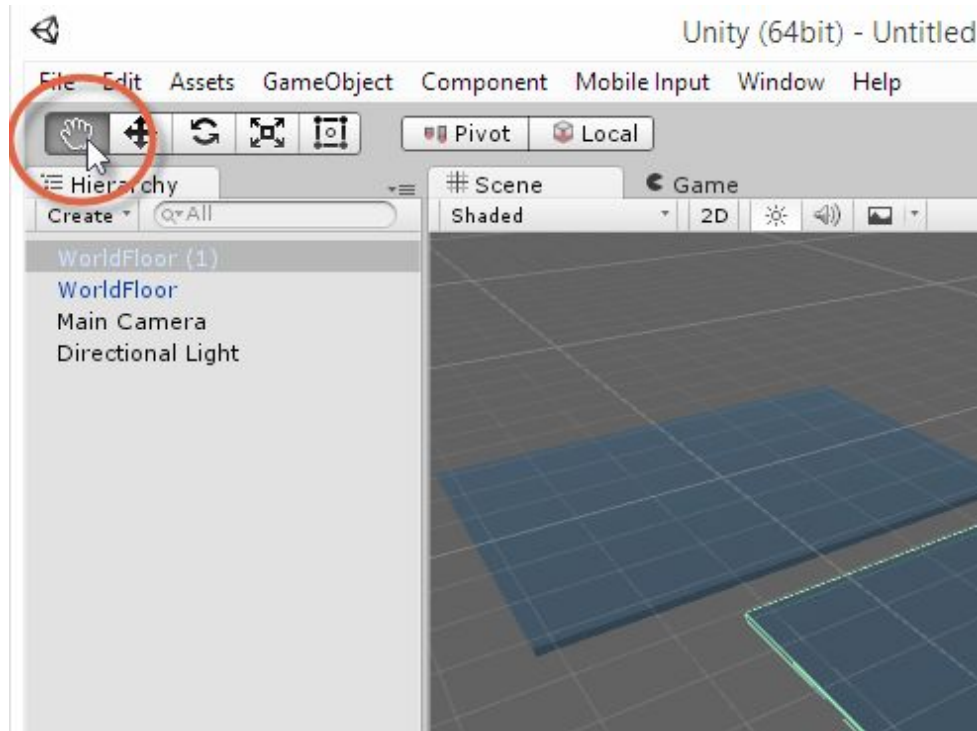 Unity (64bit) - Untitled
File Edit Assets GameObject Component Mobile Input Window Help
Pivot Local
Hierarchy
Scene Game
Create All
Shaded 2D
WorldFloor (1)
WorldFloor
Main Camera
Directional Light